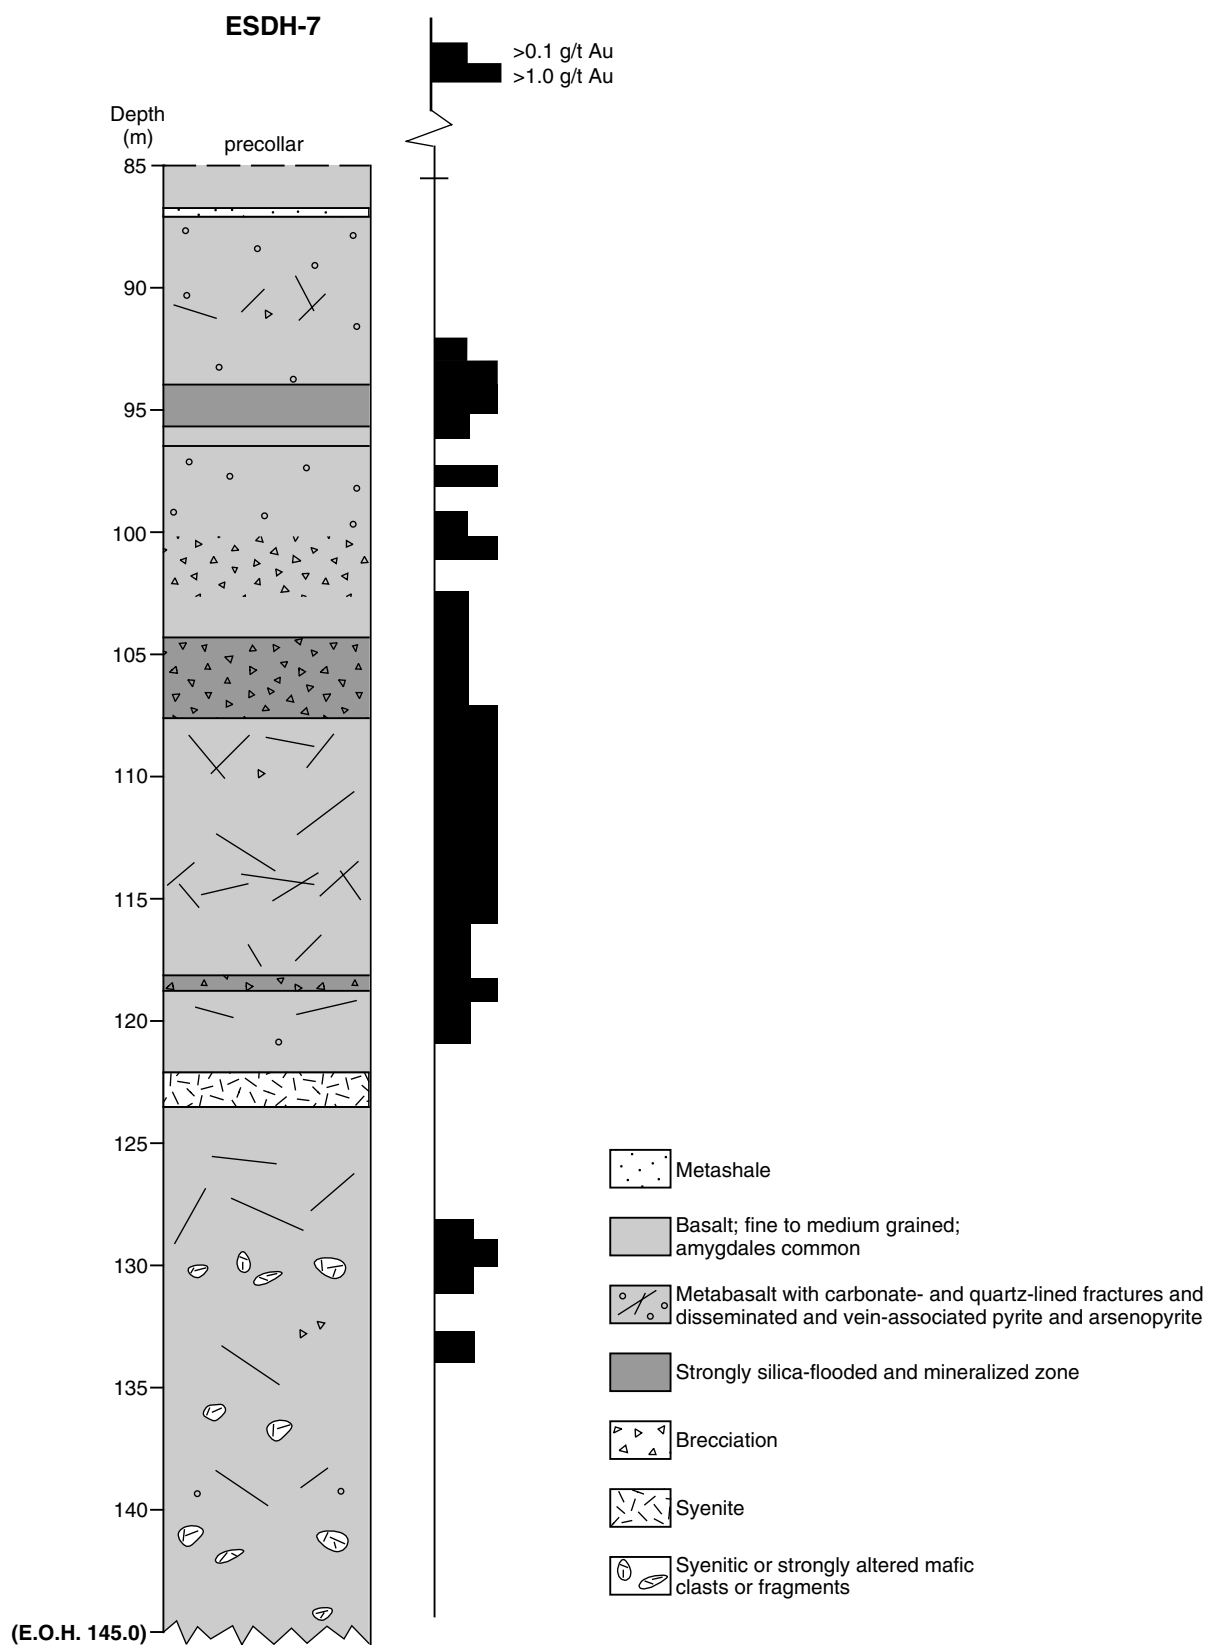 ESDH-7
>0.1 g/t Au
>1.0 g/t Au
Depth
(m)
precollar
85
90
95
100
105
110
115
120
125
130
135
140
(E.O.H. 145.0)
Metashale
Basalt; fine to medium grained;
amygdales common
Metabasalt with carbonate- and quartz-lined fractures and
disseminated and vein-associated pyrite and arsenopyrite
Strongly silica-flooded and mineralized zone
Brecciation
Syenite
Syenitic or strongly altered mafic
clasts or fragments